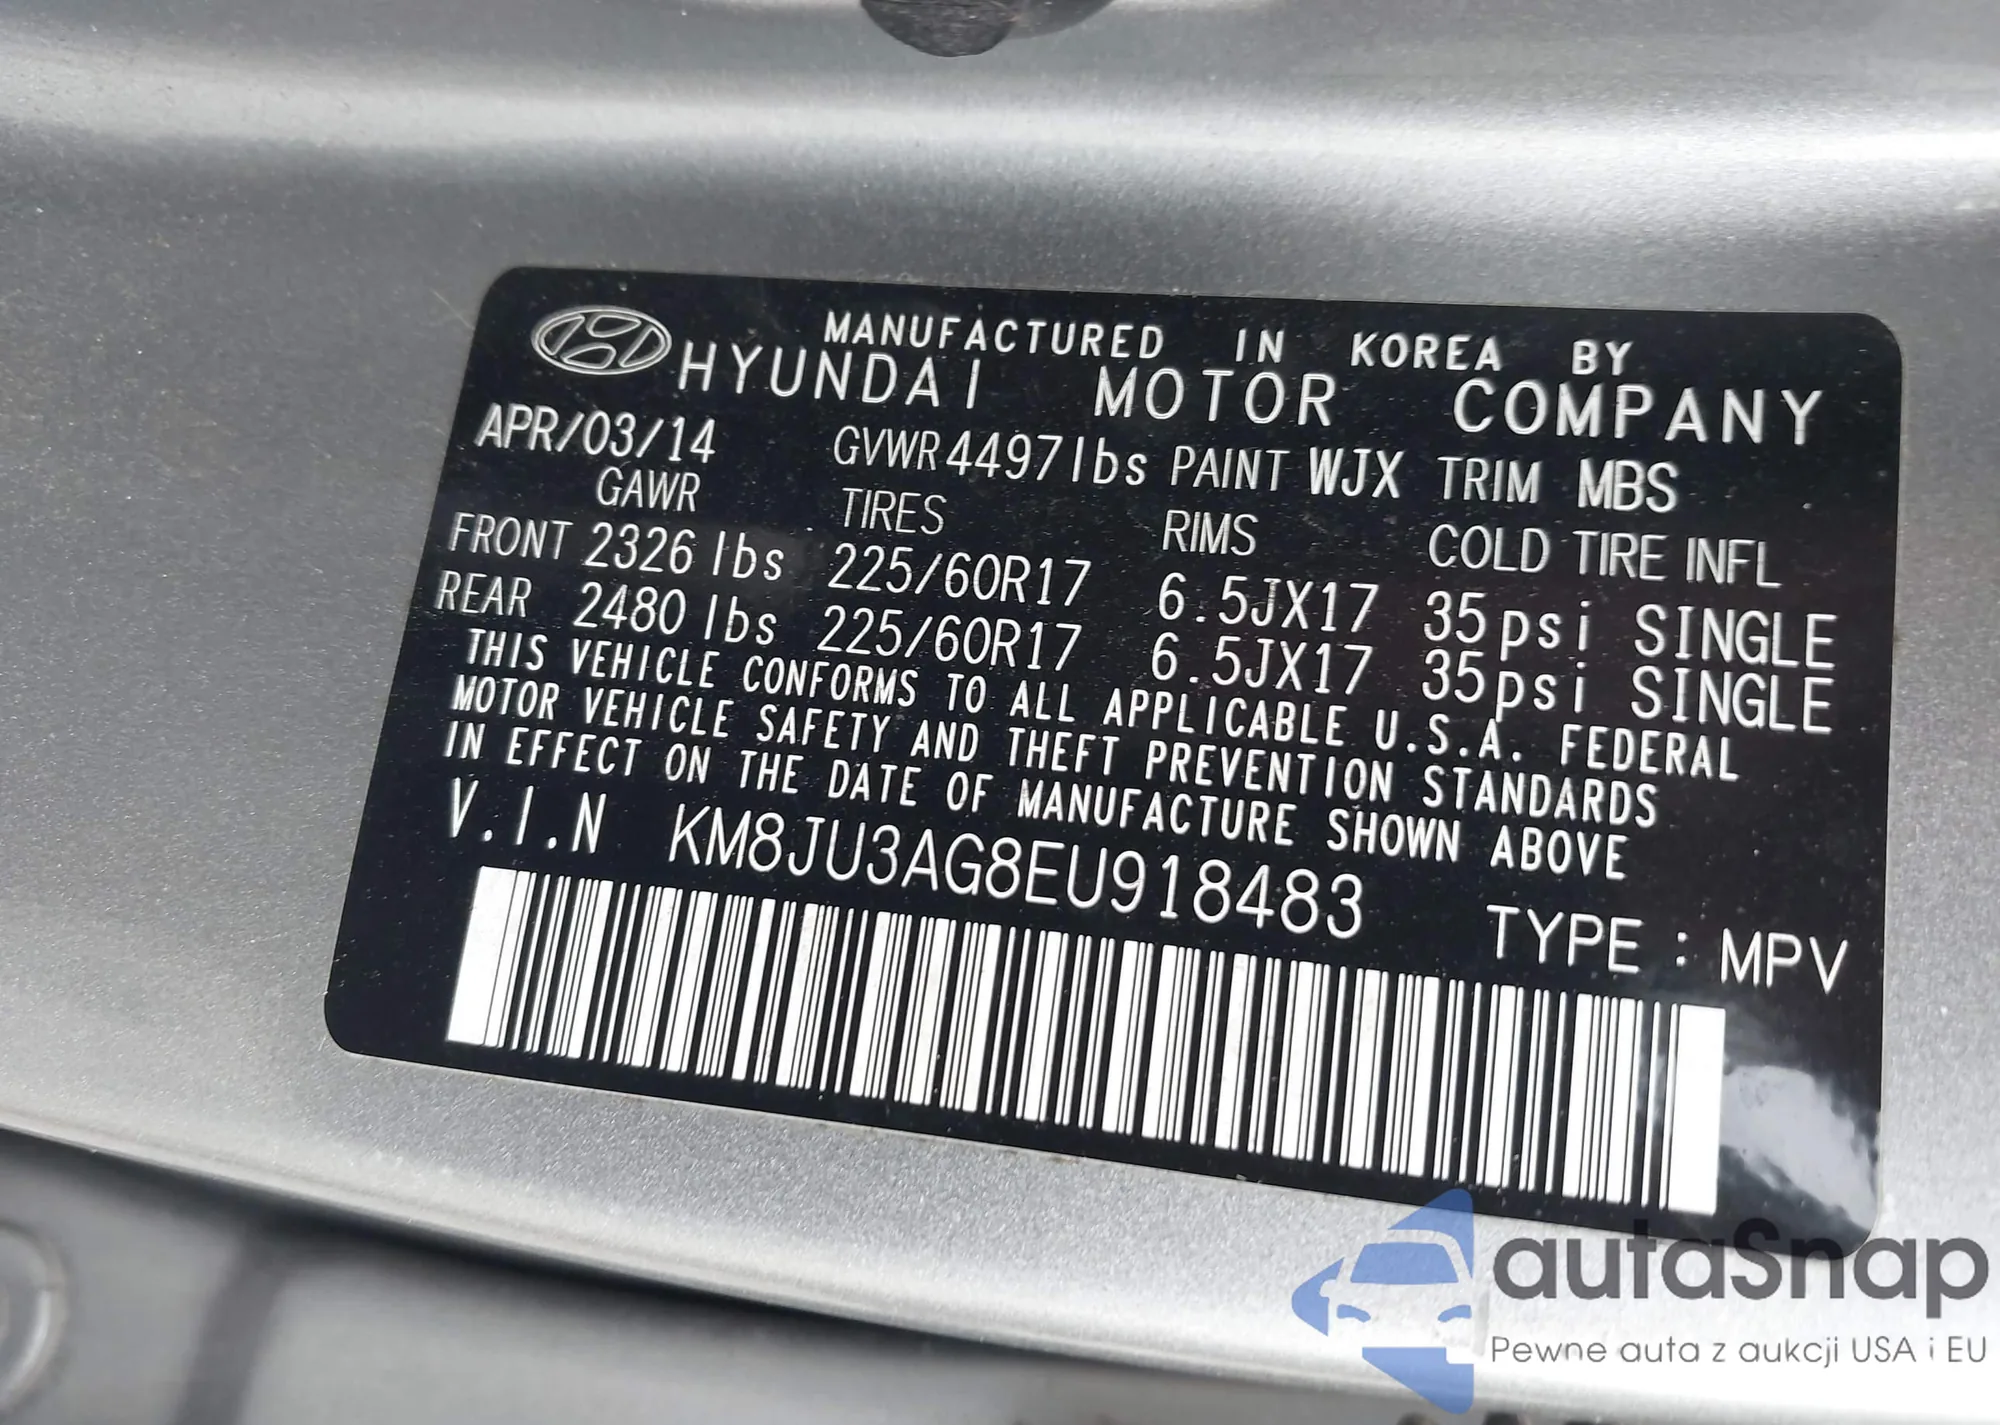 MANUFACTURED IN KOREA BY
HYUNDAI MOTOR COMPANY
APR/03/14 GVWR 4497 lbs PAINT WJX TRIM MBS
GAWR TIRES RIMS COLD TIRE INFL
FRONT 2326 lbs 225/60R17 6.5JX17 35psi SINGLE
REAR 2480 lbs 225/60R17 6.5JX17 35psi SINGLE
THIS VEHICLE CONFORMS TO ALL APPLICABLE U.S.A. FEDERAL
MOTOR VEHICLE SAFETY AND THEFT PREVENTION STANDARDS
IN EFFECT ON THE DATE OF MANUFACTURE SHOWN ABOVE
V.I.N KM8JU3AG8EU918483
TYPE : MPV
autaSnap
Pewne auta z aukcji USA i EU